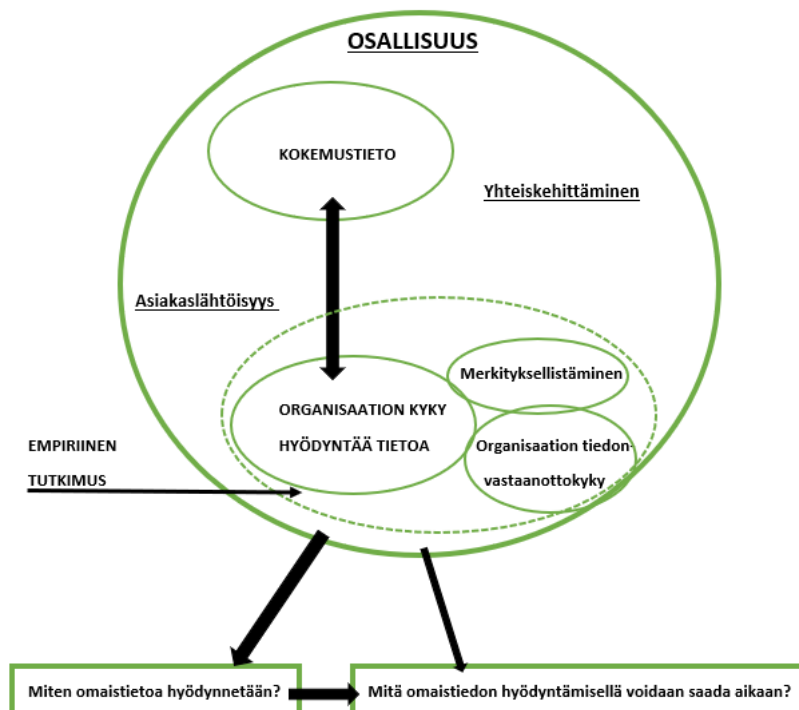 OSALLISUUS
KOKEMUSTIETO
Yhteiskehittäminen
Asiakaslähtöisyys
Merkityksellistäminen
ORGANISAATION KYKY
HYÖDYNTÄÄ TIETOA
Organisaation tiedon-
vastaanottokyky
EMPIRIINEN
TUTKIMUS
Miten omaistietoa hyödynnetään?
Mitä omaistiedon hyödyntämisellä voidaan saada aikaan?